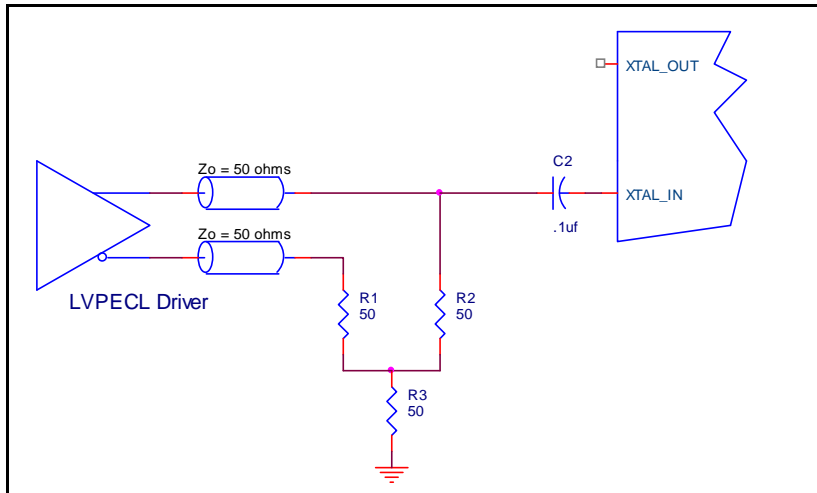 XTAL_OUT
C2
Zo = 50 ohms
XTAL_IN
.1uf
Zo = 50 ohms
LVPECL Driver
R1
50
R2
50
R3
50